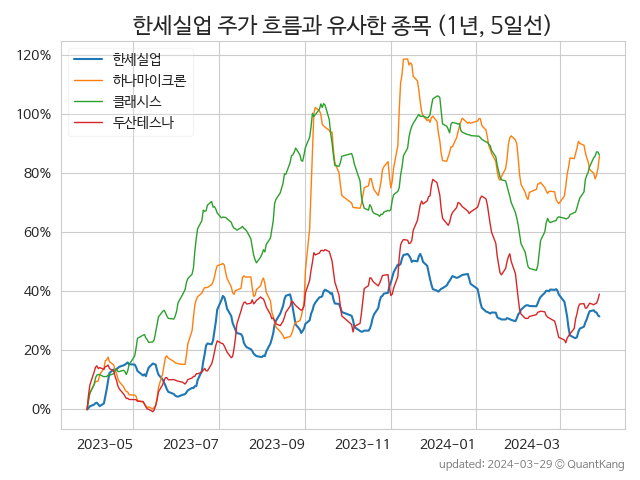 한세실업 주가 흐름과 유사한 종목 (1년, 5일선)
한세실업
하나마이크론
클래시스
두산테스나
120%
100%
80%
60%
40%
20%
0%
2023-05 2023-07 2023-09 2023-11 2024-01 2024-03
updated: 2024-03-29 © QuantKang